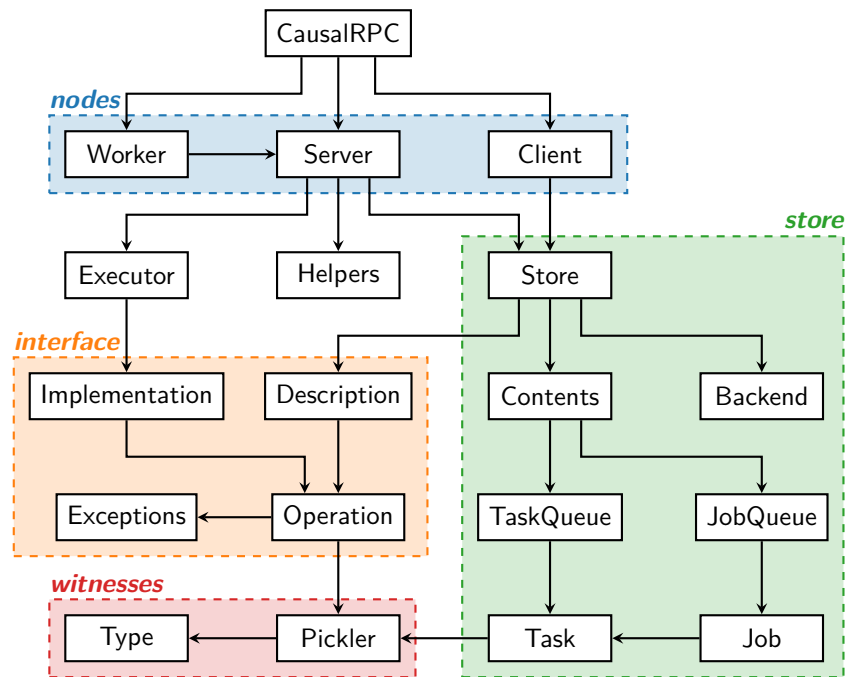 CausalRPC
nodes
Worker
Server
Client
store
Executor
Helpers
Store
interface
Implementation
Description
Contents
Backend
Exceptions
Operation
TaskQueue
JobQueue
witnesses
Type
Pickler
Task
Job